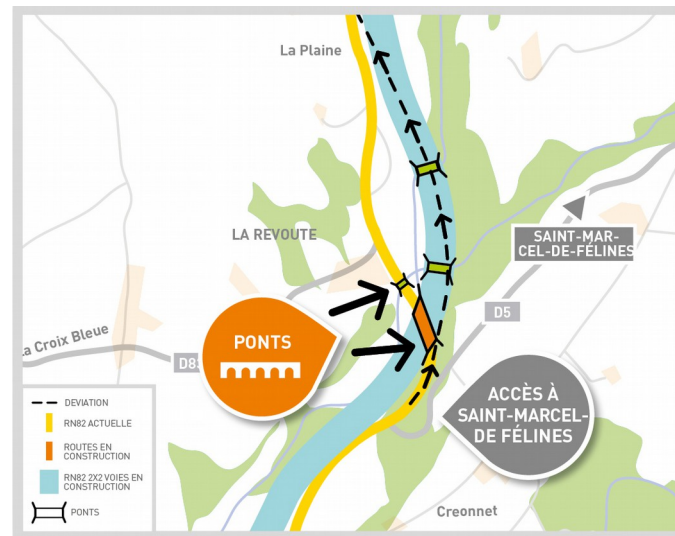 La Plaine
LA REVOUTE
SAINT-MAR-
CEL-DE-FÉLINES
D5
PONTS
Croix Bleue
ACCÈS À
SAINT-MARCEL-
DE FÉLINES
DEVIATION
RN82 ACTUELLE
ROUTES EN
CONSTRUCTION
RN82 2X2 VOIES EN
CONSTRUCTION
PONTS
Creonnet